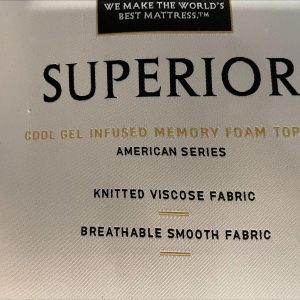 WE MAKE THE WORLD'S
BEST MATTRESS.™
SUPERIOR
COOL GEL INFUSED MEMORY FOAM TOP
AMERICAN SERIES
KNITTED VISCOSE FABRIC
BREATHABLE SMOOTH FABRIC